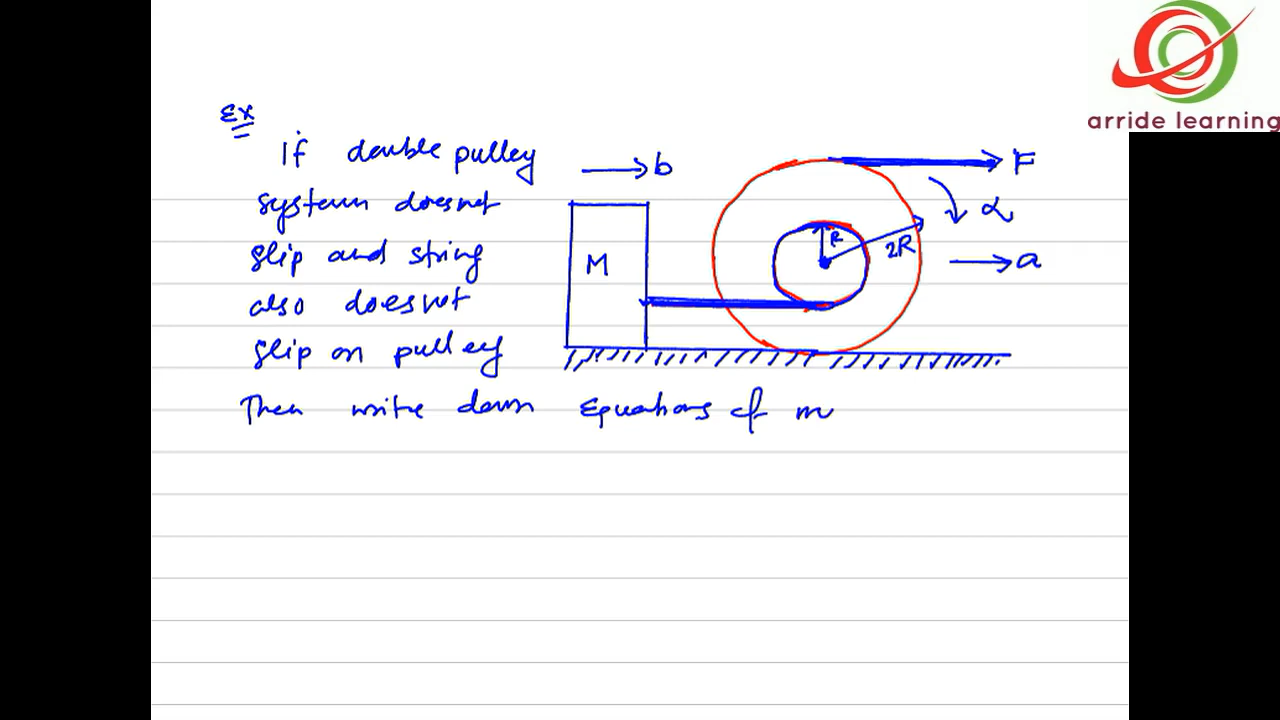 Ex
If double pulley
system doesnot
slip and string
also doesnot
slip on pulley
Then write down Equations of m
b
M
R
2R
F
α
a
arride learning